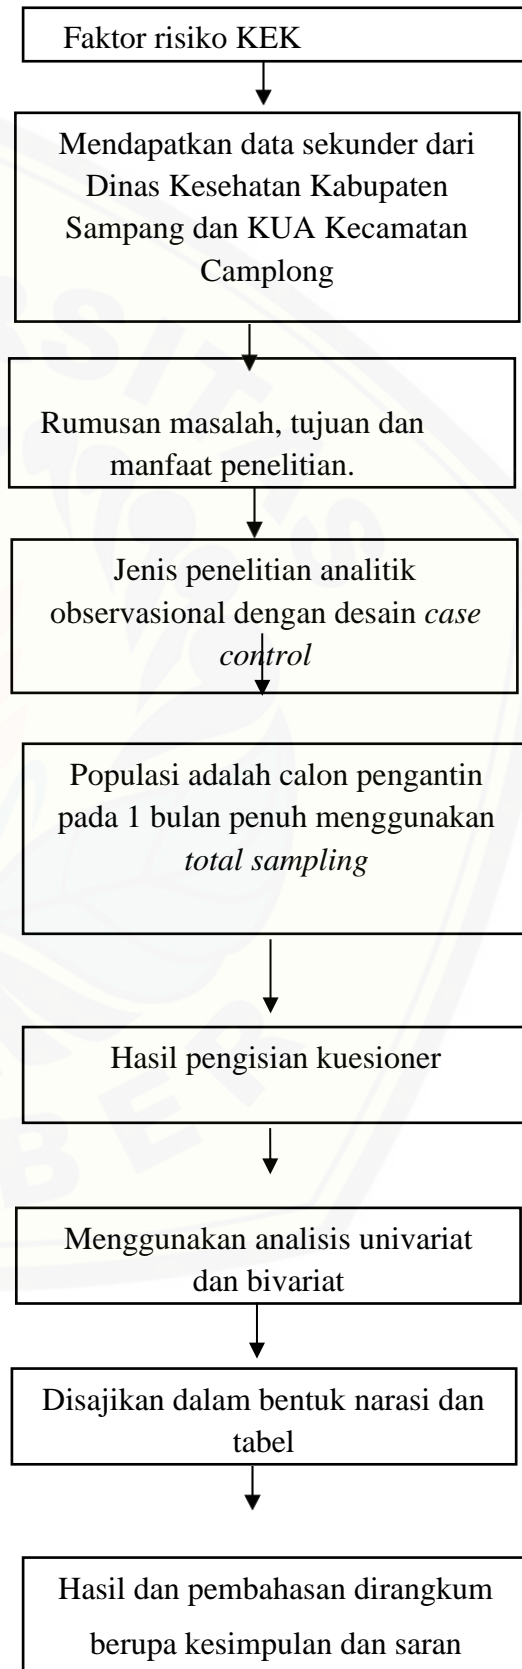 Faktor risiko KEK
Mendapatkan data sekunder dari
Dinas Kesehatan Kabupaten
Sampang dan KUA Kecamatan
Camplong
Rumusan masalah, tujuan dan
manfaat penelitian.
Jenis penelitian analitik
observasional dengan desain case
control
Populasi adalah calon pengantin
pada 1 bulan penuh menggunakan
total sampling
Hasil pengisian kuesioner
Menggunakan analisis univariat
dan bivariat
Disajikan dalam bentuk narasi dan
tabel
Hasil dan pembahasan dirangkum
berupa kesimpulan dan saran